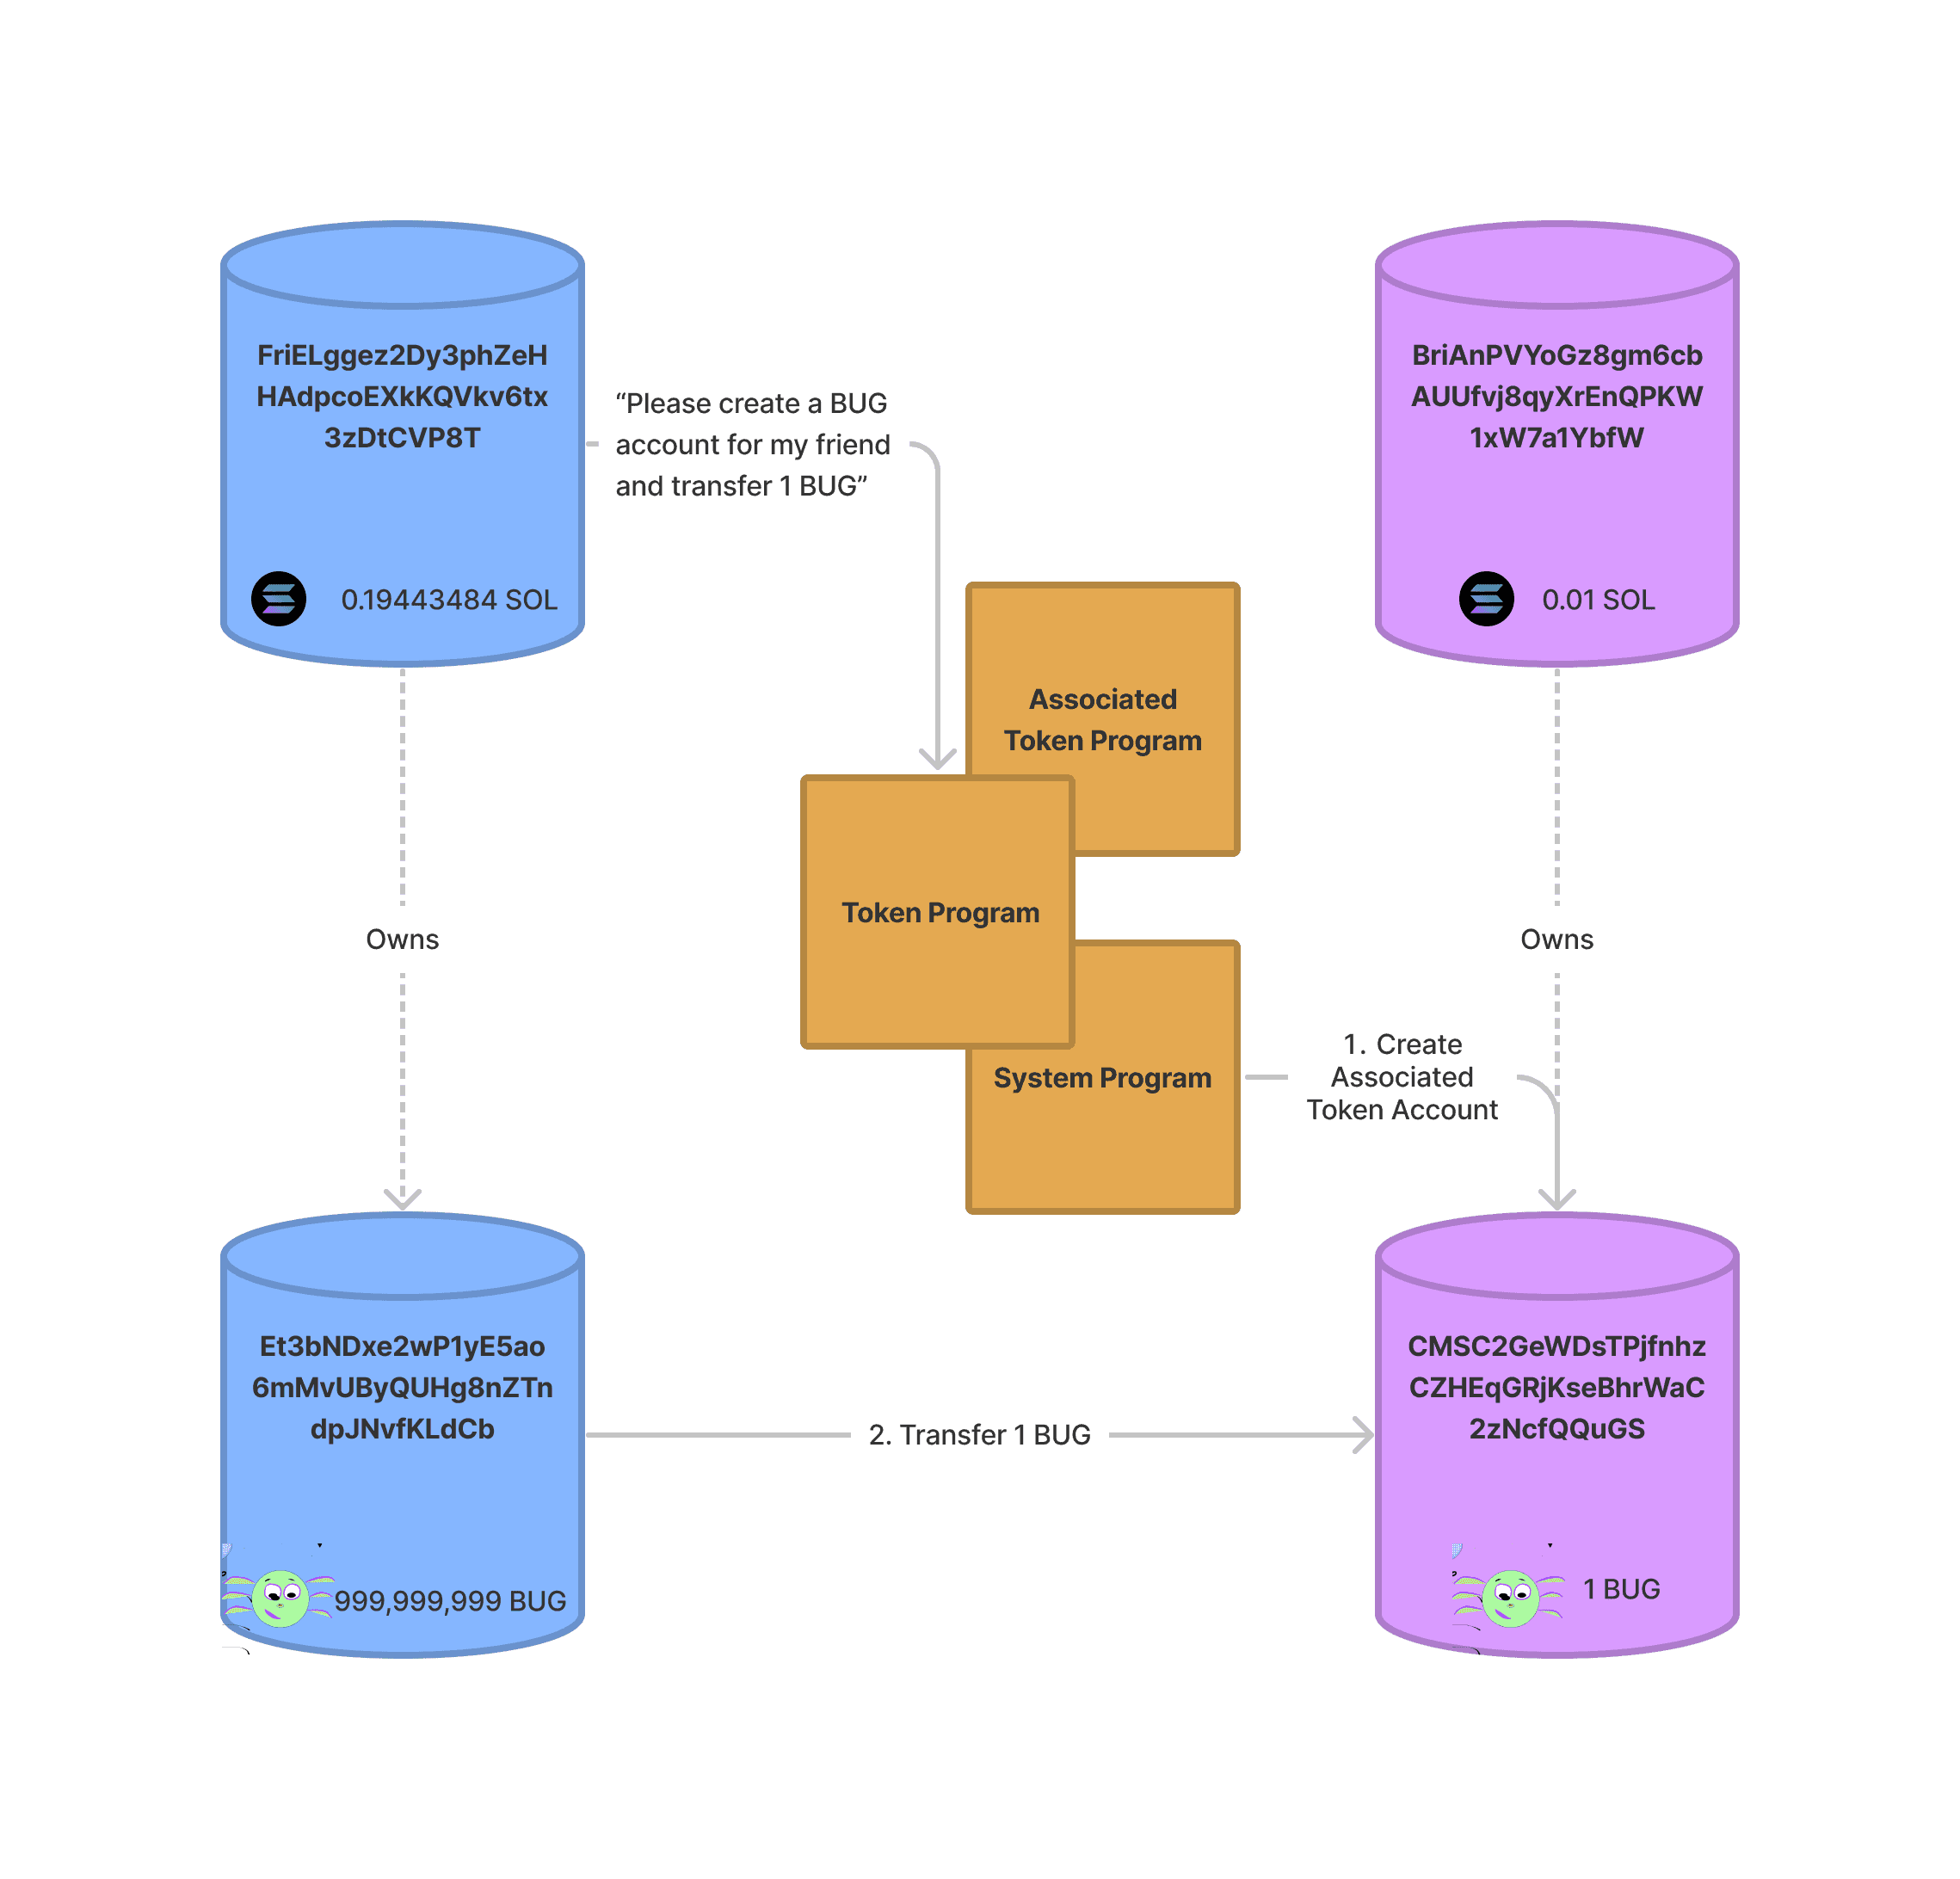 FriELggez2Dy3phZeH
HAdpcoEXkKQVkv6tx
3zDtCVP8T
0.19443484 SOL
“Please create a BUG
account for my friend
and transfer 1 BUG”
BriAnPVYoGz8gm6cb
AUUfvj8qyXrEnQPKW
1xW7a1YbfW
0.01 SOL
Associated
Token Program
Token Program
System Program
Owns
Owns
1. Create
Associated
Token Account
Et3bNDxe2wP1yE5ao
6mMvUByQUHg8nZTn
dpJNvfKLdCb
999,999,999 BUG
2. Transfer 1 BUG
CMSC2GeWDsTPjfnhz
CZHEqGRjKseBhrWaC
2zNcfQQuGS
1 BUG